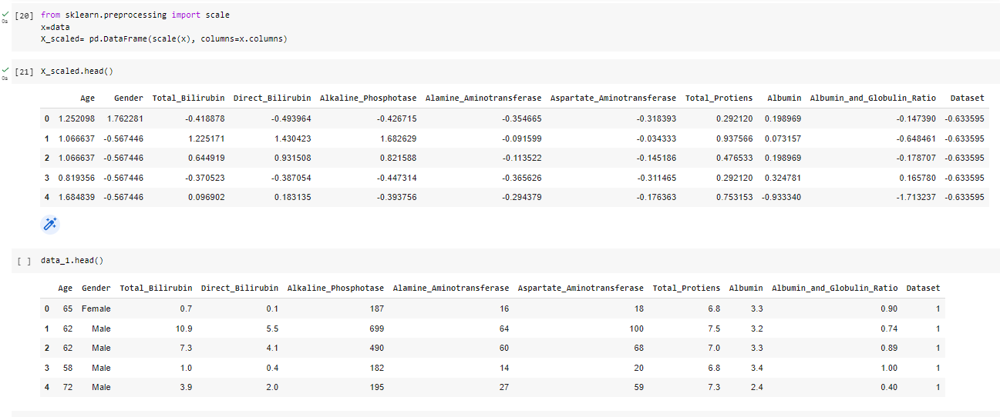 [20] from sklearn.preprocessing import scale
x=data
X_scaled= pd.DataFrame(scale(x), columns=x.columns)
0s
[21] X_scaled.head()
0s
Age Gender Total_Bilirubin Direct_Bilirubin Alkaline_Phosphotase Alamine_Aminotransferase Aspartate_Aminotransferase Total_Protiens Albumin Albumin_and_Globulin_Ratio Dataset
0 1.252098 1.762281 -0.418878 -0.493964 -0.426715 -0.354665 -0.318393 0.292120 0.198969 -0.147390 -0.633595
1 1.066637 -0.567446 1.225171 1.430423 1.682629 -0.091599 -0.034333 0.937566 0.073157 -0.648461 -0.633595
2 1.066637 -0.567446 0.644919 0.931508 0.821588 -0.113522 -0.145186 0.476533 0.198969 -0.178707 -0.633595
3 0.819356 -0.567446 -0.370523 -0.387054 -0.447314 -0.365626 -0.311465 0.292120 0.324781 0.165780 -0.633595
4 1.684839 -0.567446 0.096902 0.183135 -0.393756 -0.294379 -0.176363 0.753153 -0.933340 -1.713237 -0.633595
[ ] data_1.head()
Age Gender Total_Bilirubin Direct_Bilirubin Alkaline_Phosphotase Alamine_Aminotransferase Aspartate_Aminotransferase Total_Protiens Albumin Albumin_and_Globulin_Ratio Dataset
0 65 Female 0.7 0.1 187 16 18 6.8 3.3 0.90 1
1 62 Male 10.9 5.5 699 64 100 7.5 3.2 0.74 1
2 62 Male 7.3 4.1 490 60 68 7.0 3.3 0.89 1
3 58 Male 1.0 0.4 182 14 20 6.8 3.4 1.00 1
4 72 Male 3.9 2.0 195 27 59 7.3 2.4 0.40 1